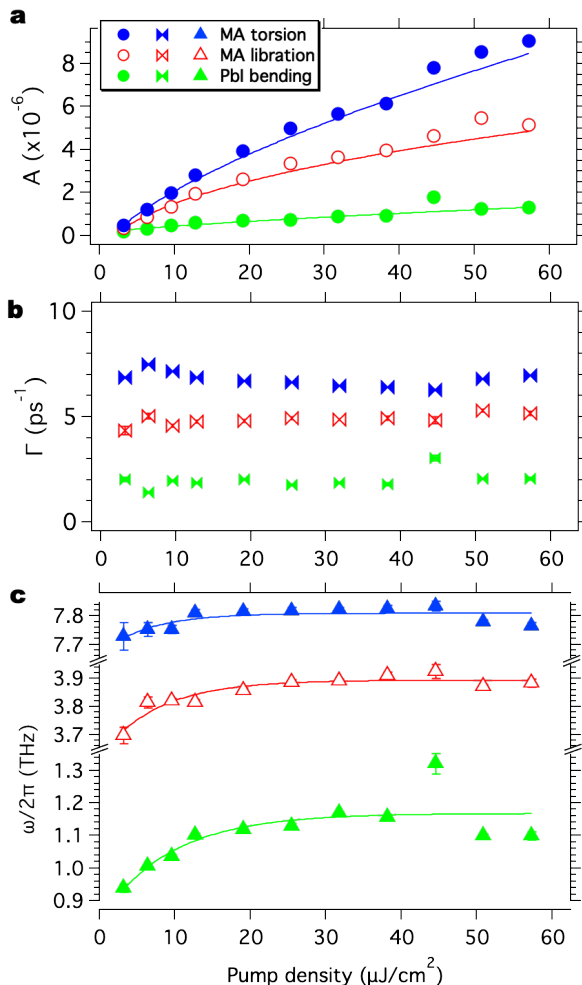 a
MA torsion
MA libration
PbI bending
A (x10⁻⁶)
8
6
4
2
0
0 10 20 30 40 50 60
b
Γ (ps⁻¹)
10
5
0
0 10 20 30 40 50 60
c
ω/2π (THz)
7.8
7.7
3.9
3.7
1.3
1.2
1.1
1.0
0.9
0 10 20 30 40 50 60
Pump density (μJ/cm²)